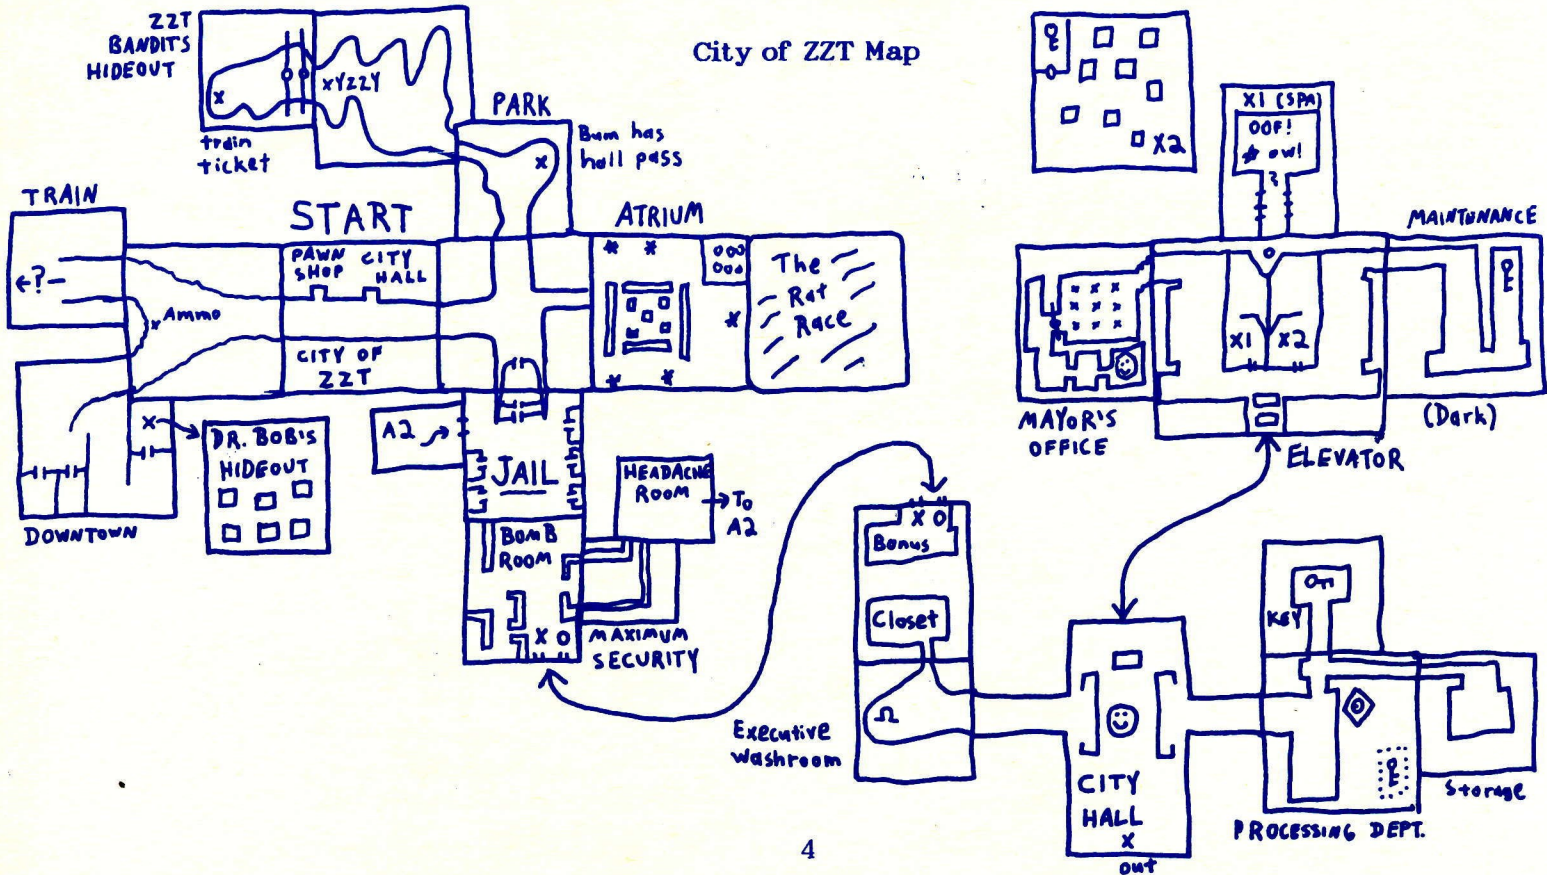 City of ZZT Map
ZZT
BANDIT'S
HIDEOUT
x
XYZZY
train
ticket
PARK
Bum has
hall pass
x
TRAIN
←?-
x Ammo
START
PAWN
SHOP
CITY
HALL
CITY OF
ZZT
ATRIUM
The
Rat
Race
DOWNTOWN
x
DR. BOB'S
HIDEOUT
A2
JAIL
BOMB
ROOM
X O
HEADACHE
ROOM
→ TO
A2
MAXIMUM
SECURITY
X2
X1 (SPA)
OOF!
OW!
?
MAINTUNANCE
(Dark)
X1 X2
MAYOR'S
OFFICE
ELEVATOR
X O
Bonus
Closet
Ω
Executive
washroom
CITY
HALL
X
out
KEY
Storage
PROCESSING DEPT.
4